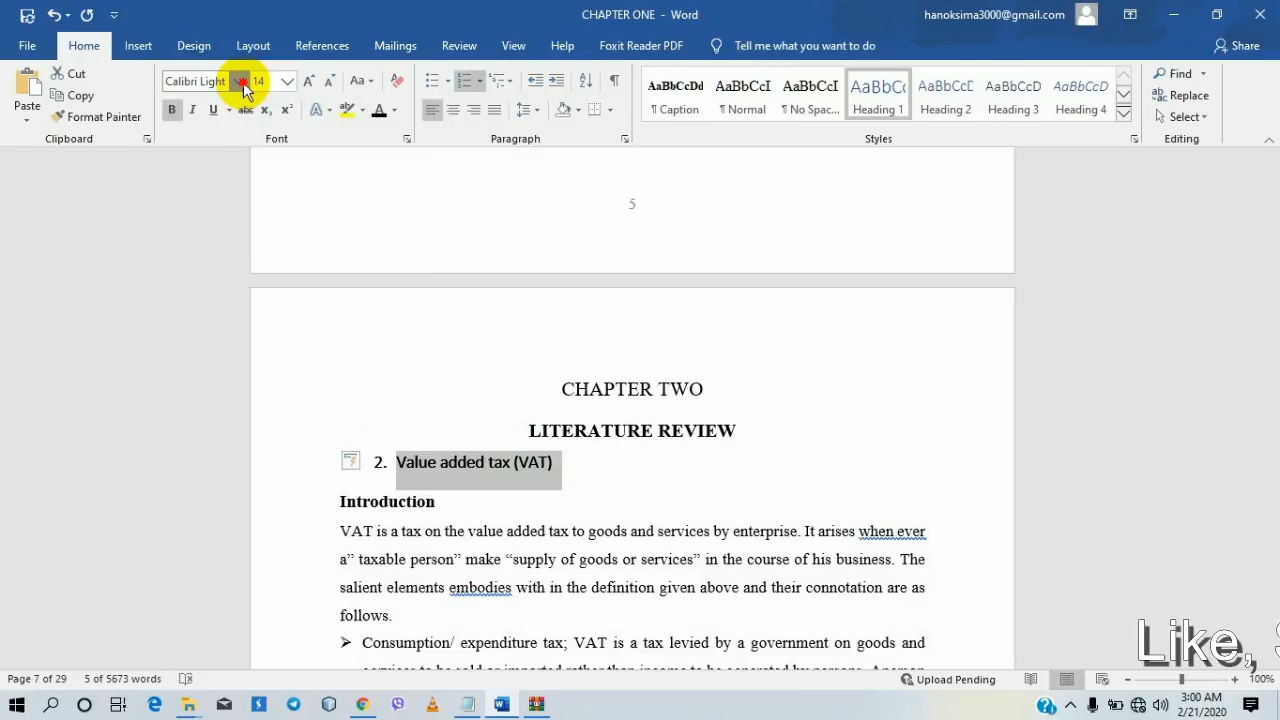 CHAPTER ONE - Word
hanoksima3000@gmail.com
File Home Insert Design Layout References Mailings Review View Help Foxit Reader PDF Tell me what you want to do Share
Cut
Copy
Format Painter
Paste
Clipboard
Calibri Light 14
Aa
B I U abc x₂ x²
A ab A
Font
Paragraph
AaBbCcDd AaBbCcI AaBbCcI AaBbC AaBbCcD AaBbCcD AaBbCcD
¶ Caption ¶ Normal ¶ No Spac... Heading 1 Heading 2 Heading 3 Heading 4
Styles
Find
Replace
Select
Editing
5
CHAPTER TWO
LITERATURE REVIEW
2. Value added tax (VAT)
Introduction
VAT is a tax on the value added tax to goods and services by enterprise. It arises when ever
a” taxable person” make “supply of goods or services” in the course of his business. The
salient elements embodies with in the definition given above and their connotation are as
follows.
➢ Consumption/ expenditure tax; VAT is a tax levied by a government on goods and
Like,
Page 7 of 29 5 of 5673 words Upload Pending 100%
3:00 AM
2/21/2020